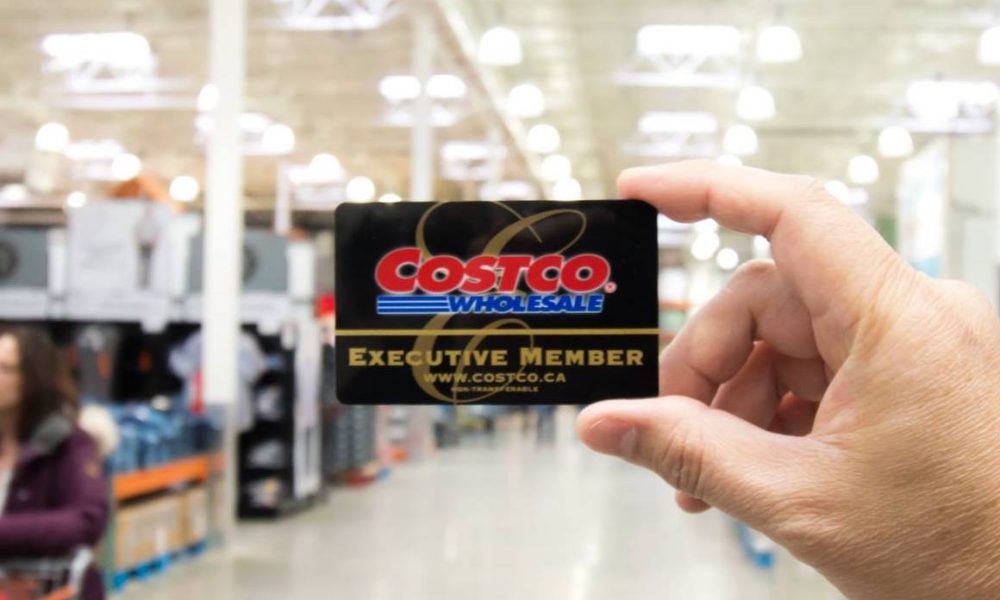 COSTCO®
WHOLESALE
EXECUTIVE MEMBER
WWW.COSTCO.CA
NON-TRANSFERABLE